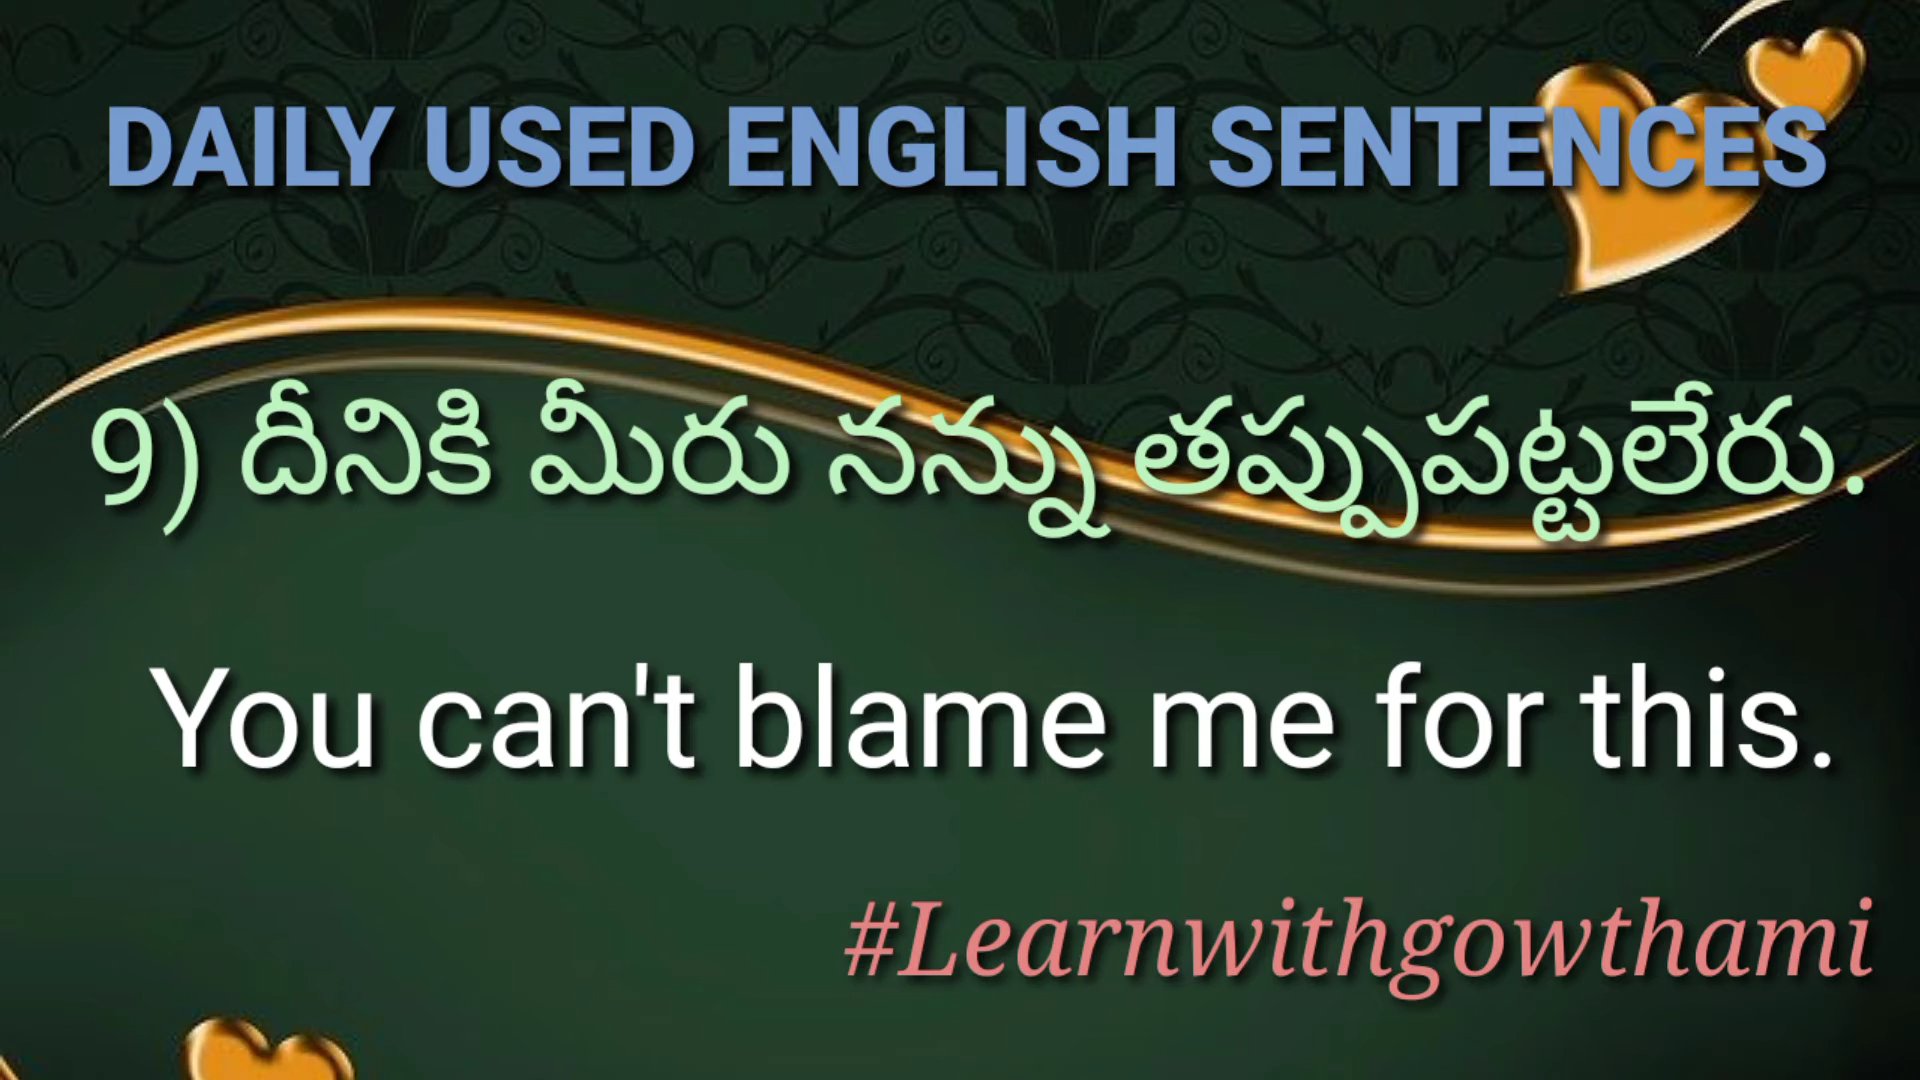 DAILY USED ENGLISH SENTENCES
9) దీనికి మీరు నన్ను తప్పుపట్టలేరు.
You can't blame me for this.
#Learnwithgowthami